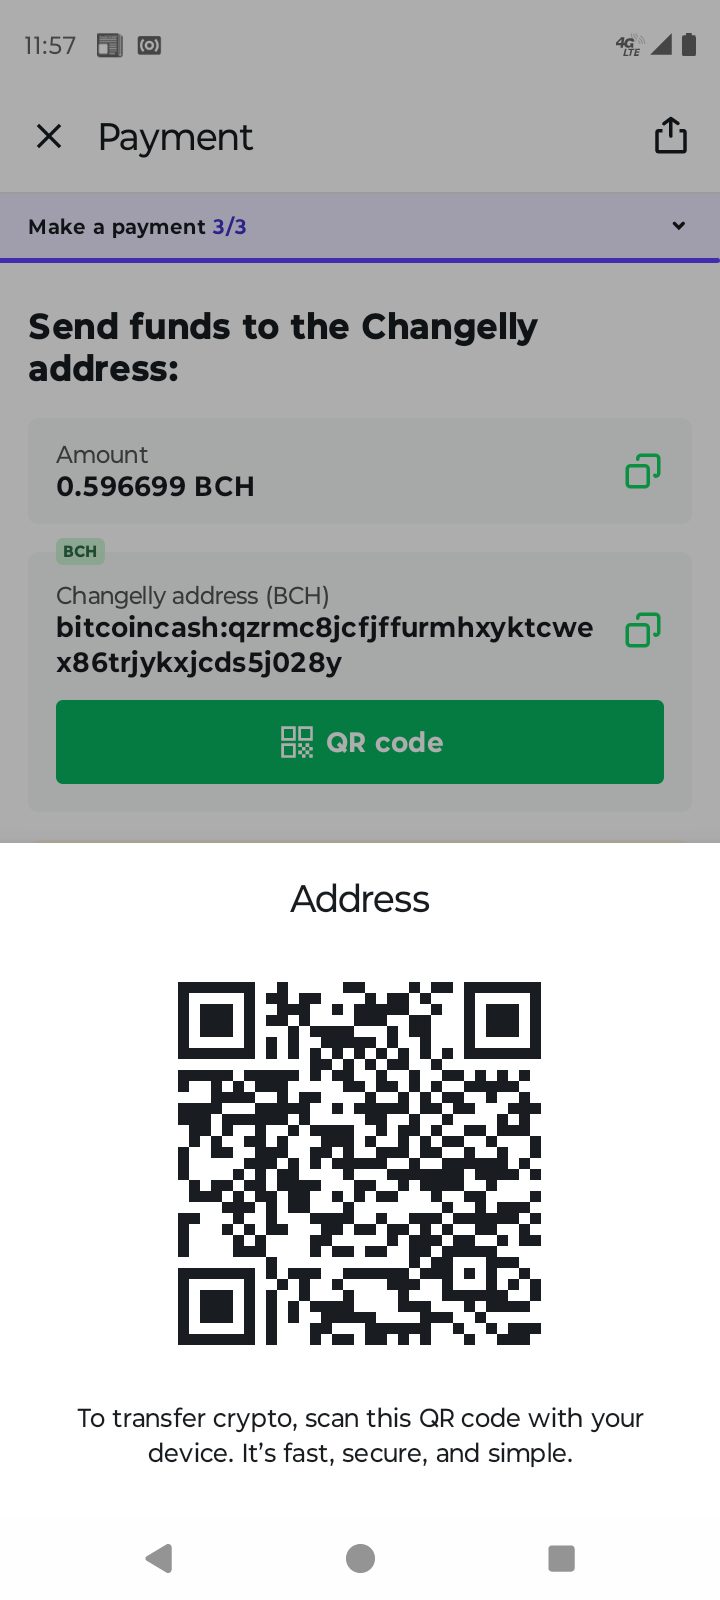 11:57
4G
LTE
Payment
Make a payment 3/3
Send funds to the Changelly
address:
Amount
0.596699 BCH
BCH
Changelly address (BCH)
bitcoincash:qzrmc8jcfjffurmhxyktcwe
x86trjykxjcds5j028y
QR code
Address
To transfer crypto, scan this QR code with your
device. It’s fast, secure, and simple.